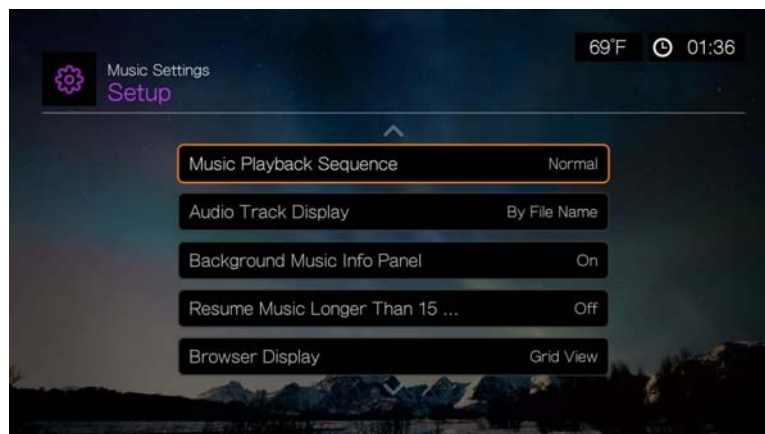 69°F 01:36
Music Settings
Setup
Music Playback Sequence Normal
Audio Track Display By File Name
Background Music Info Panel On
Resume Music Longer Than 15 ... Off
Browser Display Grid View